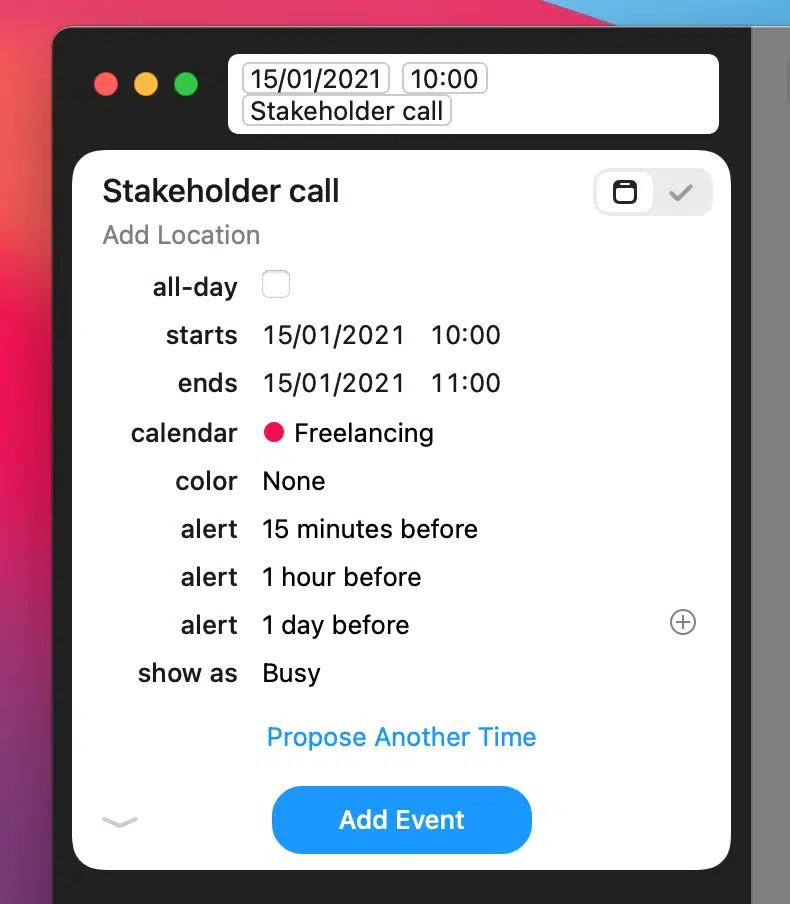 15/01/2021 10:00
Stakeholder call
Stakeholder call
Add Location
all-day
starts 15/01/2021 10:00
ends 15/01/2021 11:00
calendar Freelancing
color None
alert 15 minutes before
alert 1 hour before
alert 1 day before
show as Busy
Propose Another Time
Add Event